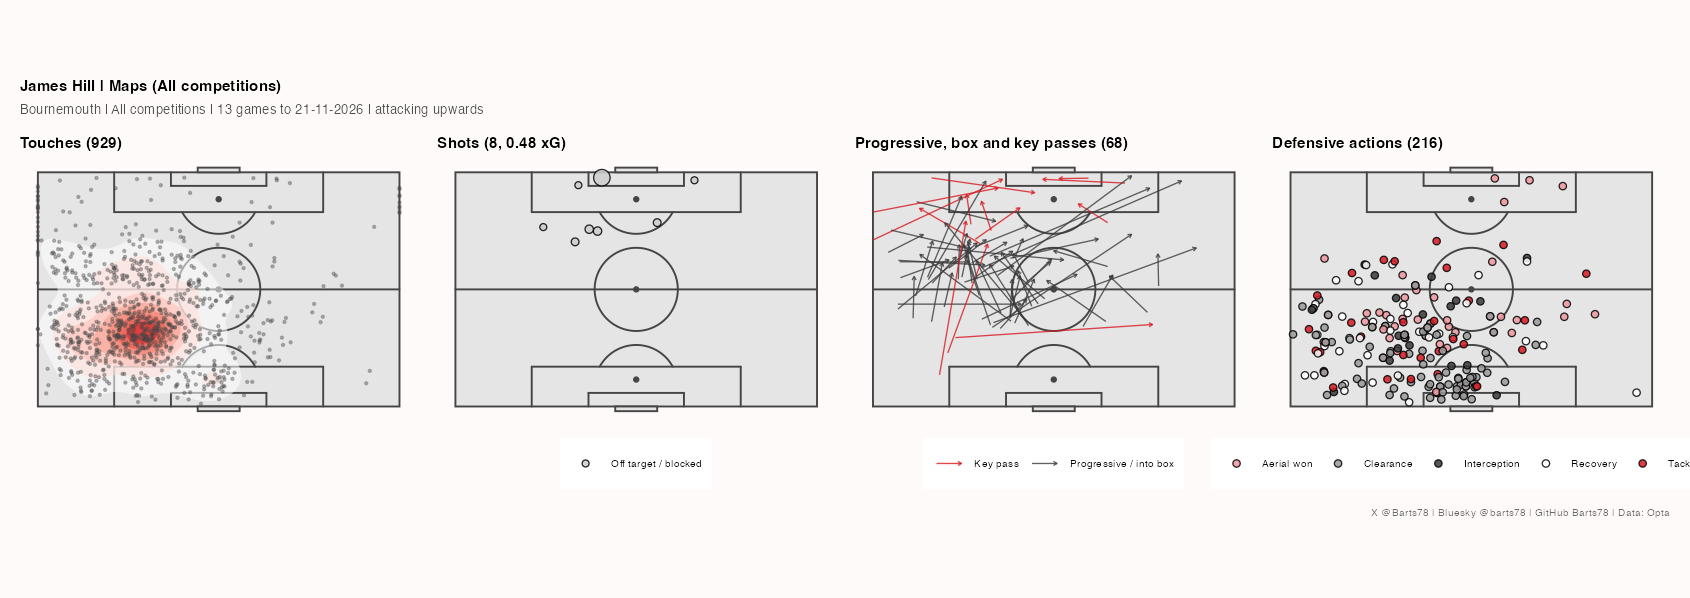 James Hill | Maps (All competitions)
Bournemouth | All competitions | 13 games to 21-11-2026 | attacking upwards
Touches (929)
Shots (8, 0.48 xG)
Progressive, box and key passes (68)
Defensive actions (216)
Off target / blocked
Key pass
Progressive / into box
Aerial won
Clearance
Interception
Recovery
Tack
X @Barts78 | Bluesky @barts78 | GitHub Barts78 | Data: Opta